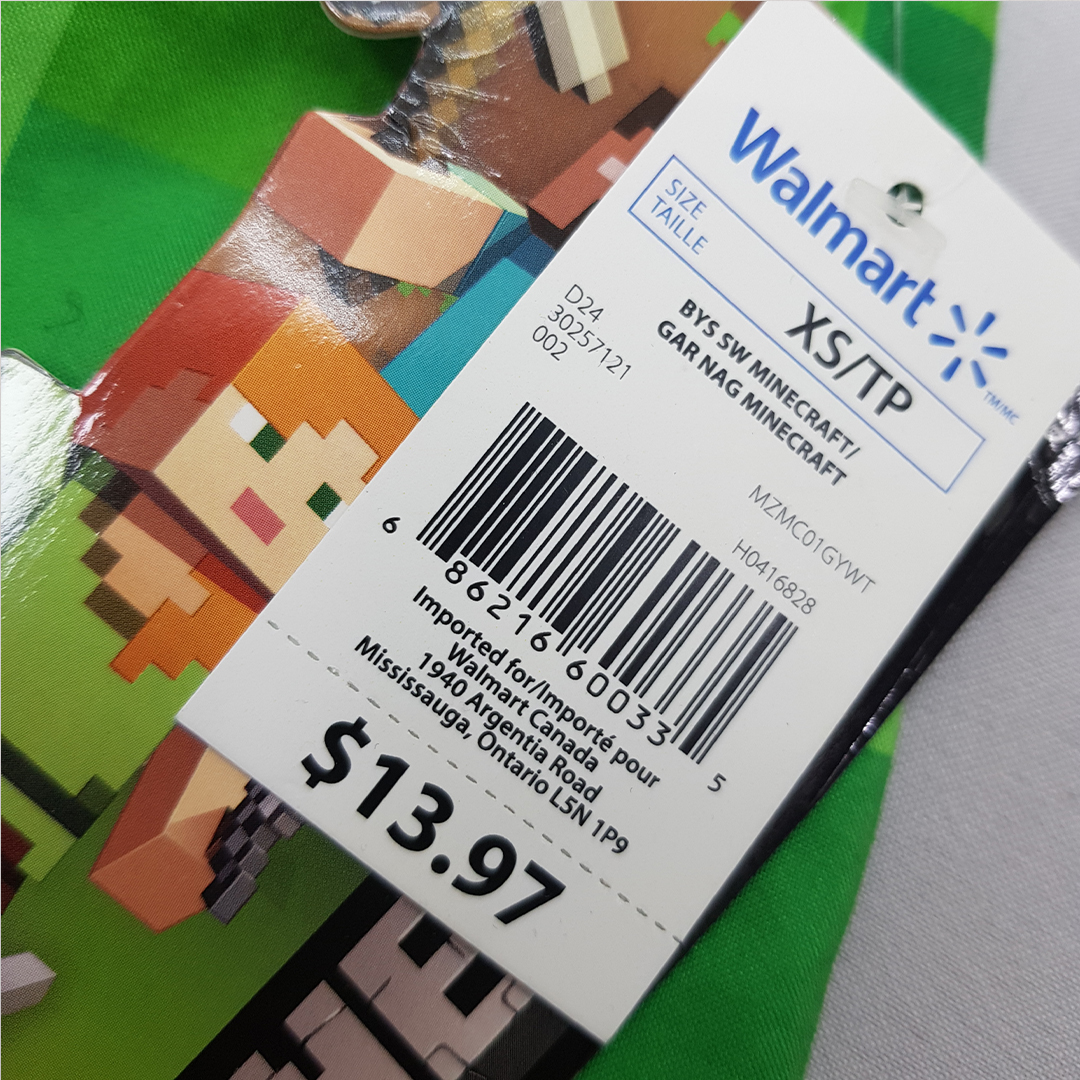 Walmart
TM/MC
SIZE
TAILLE
XS/TP
D24
30257121
002
BYS SW MINECRAFT/
GAR NAG MINECRAFT
MZMC01GYWT
H0416828
6 86216 60033 5
Imported for/Importé pour
Walmart Canada
1940 Argentia Road
Mississauga, Ontario L5N 1P9
$13.97